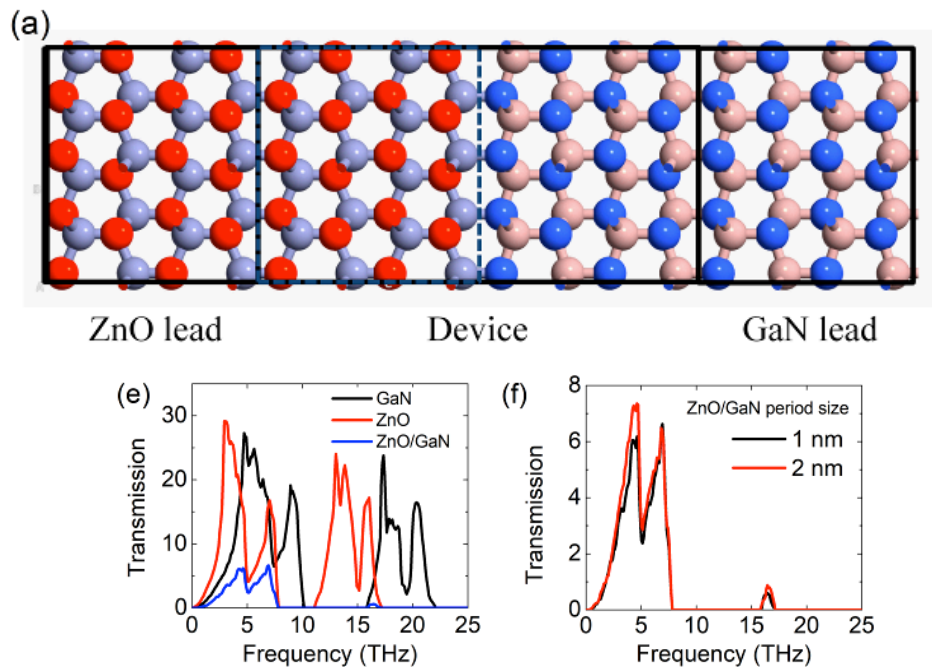 (a)
ZnO lead Device GaN lead
(e)
GaN
ZnO
ZnO/GaN
Transmission
30
20
10
0
0 5 10 15 20 25
Frequency (THz)
(f)
ZnO/GaN period size
1 nm
2 nm
Transmission
8
6
4
2
0
0 5 10 15 20 25
Frequency (THz)